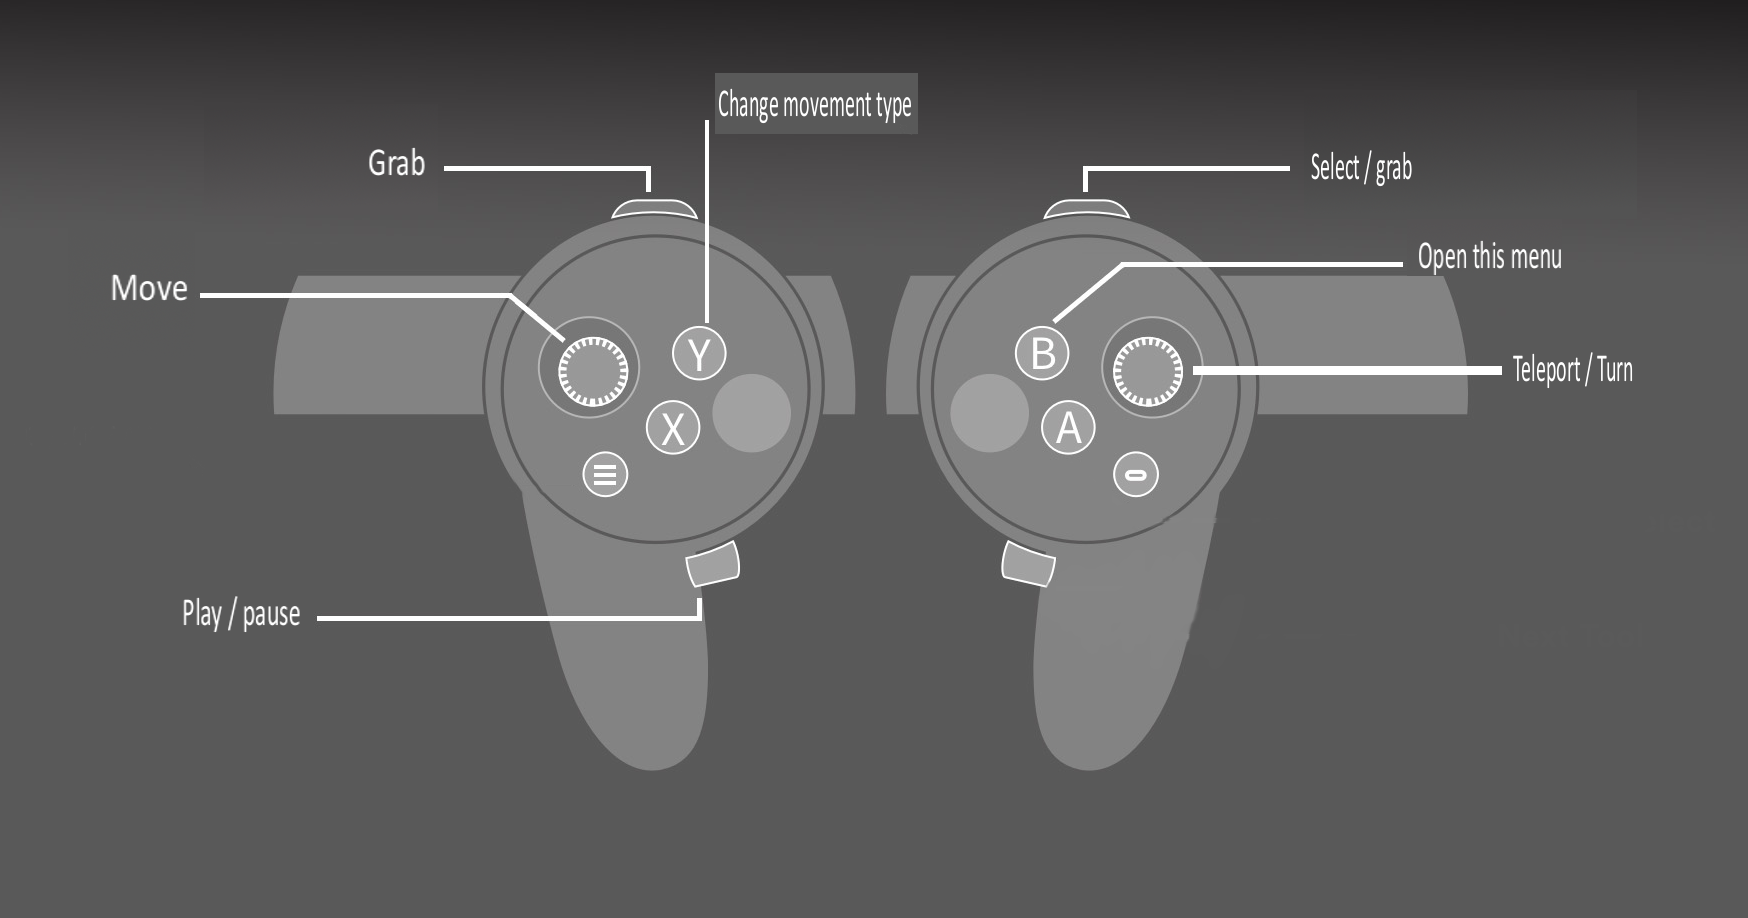 Change movement type
Grab
Select / grab
Open this menu
Move
Y
B
Teleport / Turn
X
A
Play / pause